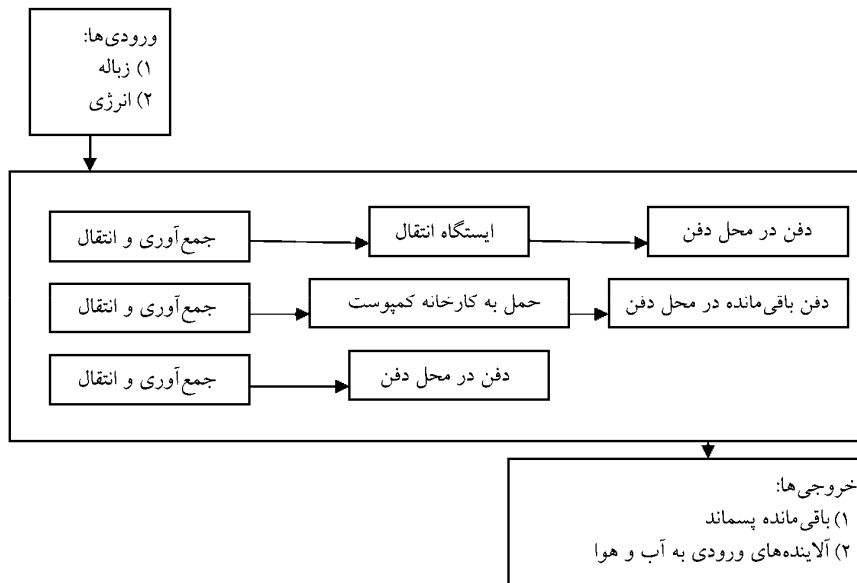 ورودی‌ها:
۱) زباله
۲) انرژی
جمع‌آوری و انتقال
ایستگاه انتقال
دفن در محل دفن
جمع‌آوری و انتقال
حمل به کارخانه کمپوست
دفن باقی‌مانده در محل دفن
جمع‌آوری و انتقال
دفن در محل دفن
خروجی‌ها:
۱) باقی‌مانده پسماند
۲) آلاینده‌های ورودی به آب و هوا